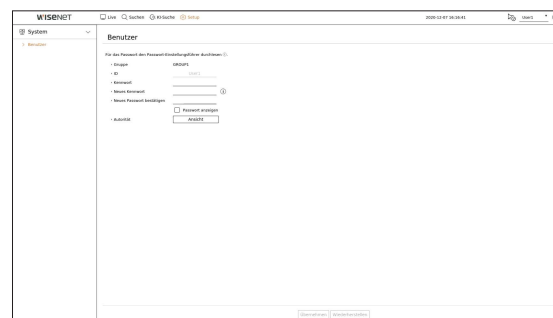 WISENET
Live Suchen KI-Suche Setup 2020-12-07 16:16:41 User1
System
Benutzer
Benutzer
Für das Passwort den Passwort-Einstellungsführer durchlesen
Gruppe GROUP1
ID User1
Kennwort
Neues Kennwort
Neues Passwort bestätigen
Passwort anzeigen
Autorität Ansicht
Übernehmen Wiederherstellen